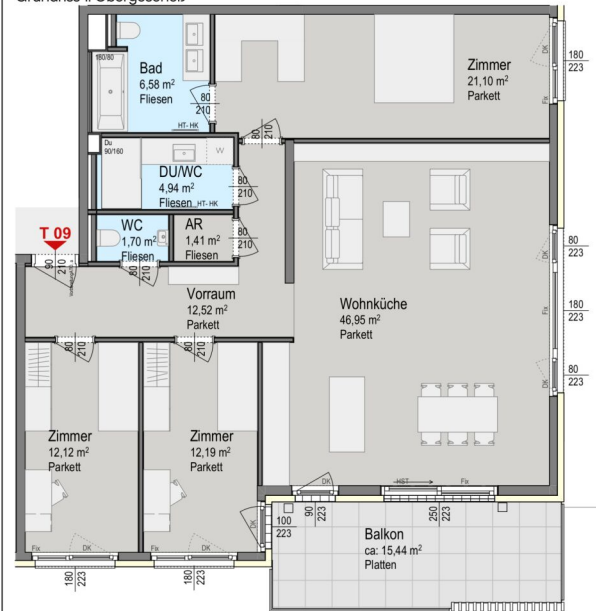 Grundriss II. Obergeschoß
180/80
Bad
6,58 m²
Fliesen
80
210
HT- HK
Zimmer
21,10 m²
Parkett
DK
Fix
180
223
80
210
Du
90/160
W
DU/WC
4,94 m²
Fliesen HT- HK
80
210
T 09
90
210
WC
1,70 m²
Fliesen
80
210
AR
1,41 m²
Fliesen
80
210
Vorraum
12,52 m²
Parkett
Wohnküche
46,95 m²
Parkett
DK
80
223
Fix
180
223
DK
80
223
80
210
80
210
Zimmer
12,12 m²
Parkett
Zimmer
12,19 m²
Parkett
DK
HST
Fix
90
223
250
223
DK
100
223
Balkon
ca: 15,44 m²
Platten
Fix
DK
Fix
DK
180
223
180
223